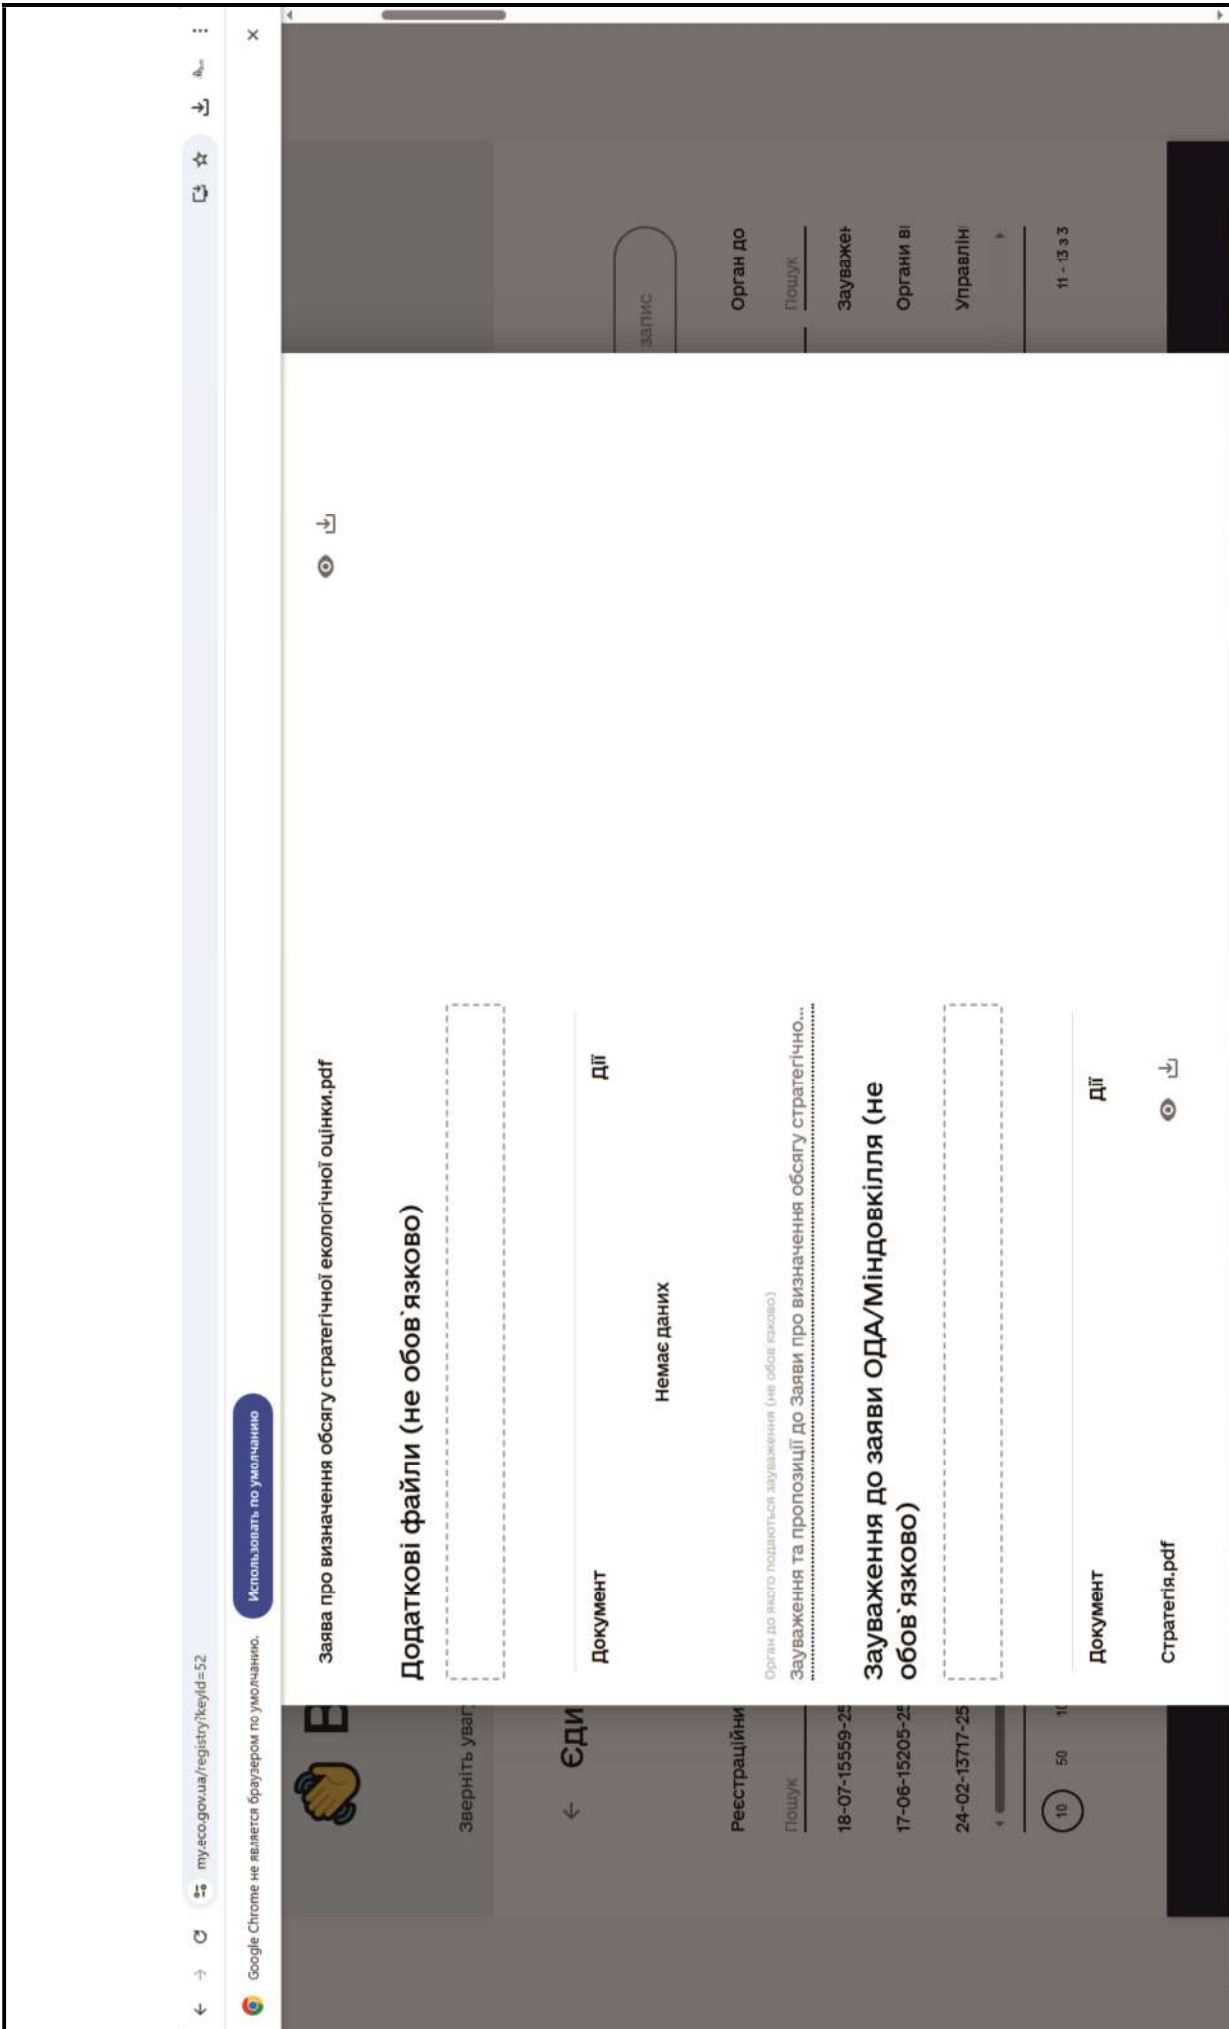 my.eco.gov.ua/registry?keyId=52
Google Chrome не является браузером по умолчанию.
Использовать по умолчанию
В
Зверніть уваг
Єди
запис
Реєстраційни
Орган до
Пошук
Пошук
18-07-15559-25
Зауважен
17-06-15205-25
Органи ві
24-02-13717-25
Управлін
10
50
10
11 - 13 з 3
Заява про визначення обсягу стратегічної екологічної оцінки.pdf
Додаткові файли (не обов`язково)
Документ
Дії
Немає даних
Орган до якого подаються зауваження (не обов`язково)
Зауваження та пропозиції до Заяви про визначення обсягу стратегічно...
Зауваження до заяви ОДА/Міндовкілля (не
обов`язково)
Документ
Дії
Стратегія.pdf